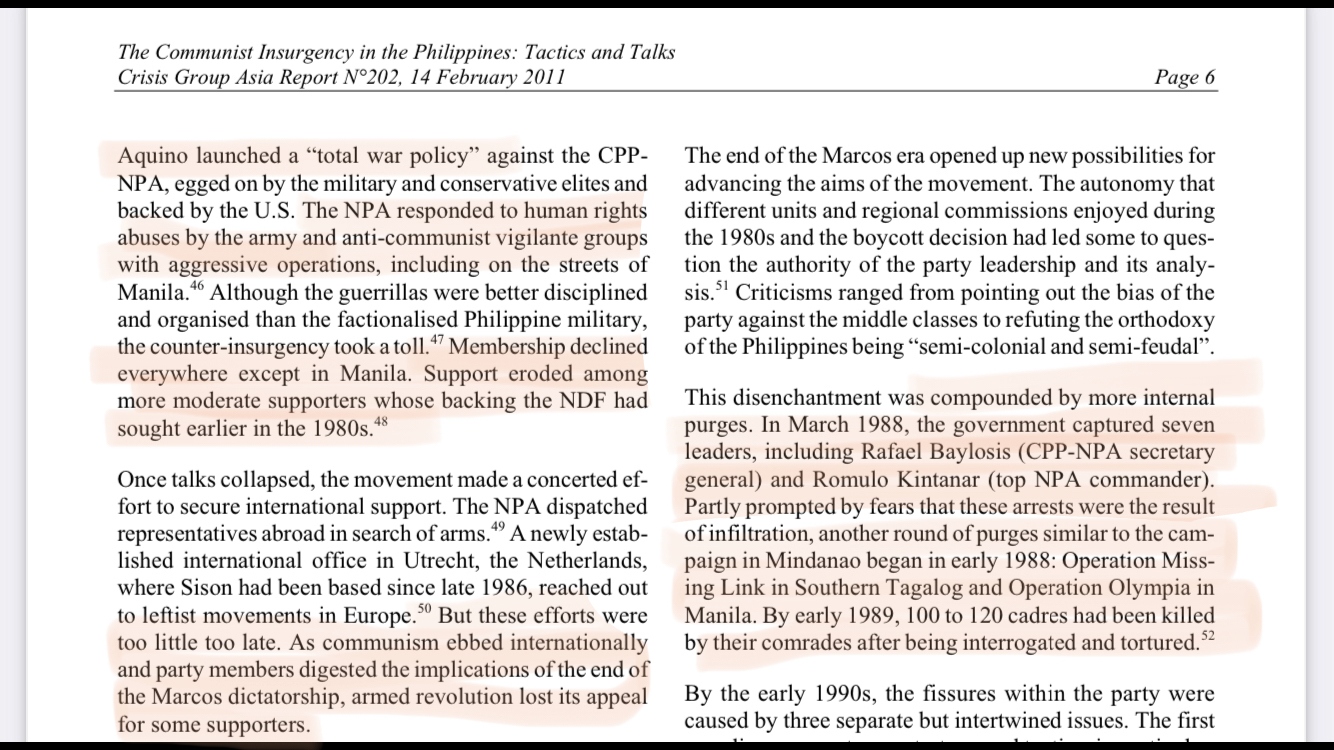 The Communist Insurgency in the Philippines: Tactics and Talks
Crisis Group Asia Report N°202, 14 February 2011
Page 6
Aquino launched a “total war policy” against the CPP-
NPA, egged on by the military and conservative elites and
backed by the U.S. The NPA responded to human rights
abuses by the army and anti-communist vigilante groups
with aggressive operations, including on the streets of
Manila.46 Although the guerrillas were better disciplined
and organised than the factionalised Philippine military,
the counter-insurgency took a toll.47 Membership declined
everywhere except in Manila. Support eroded among
more moderate supporters whose backing the NDF had
sought earlier in the 1980s.48
Once talks collapsed, the movement made a concerted ef-
fort to secure international support. The NPA dispatched
representatives abroad in search of arms.49 A newly estab-
lished international office in Utrecht, the Netherlands,
where Sison had been based since late 1986, reached out
to leftist movements in Europe.50 But these efforts were
too little too late. As communism ebbed internationally
and party members digested the implications of the end of
the Marcos dictatorship, armed revolution lost its appeal
for some supporters.
The end of the Marcos era opened up new possibilities for
advancing the aims of the movement. The autonomy that
different units and regional commissions enjoyed during
the 1980s and the boycott decision had led some to ques-
tion the authority of the party leadership and its analy-
sis.51 Criticisms ranged from pointing out the bias of the
party against the middle classes to refuting the orthodoxy
of the Philippines being “semi-colonial and semi-feudal”.
This disenchantment was compounded by more internal
purges. In March 1988, the government captured seven
leaders, including Rafael Baylosis (CPP-NPA secretary
general) and Romulo Kintanar (top NPA commander).
Partly prompted by fears that these arrests were the result
of infiltration, another round of purges similar to the cam-
paign in Mindanao began in early 1988: Operation Miss-
ing Link in Southern Tagalog and Operation Olympia in
Manila. By early 1989, 100 to 120 cadres had been killed
by their comrades after being interrogated and tortured.52
By the early 1990s, the fissures within the party were
caused by three separate but intertwined issues. The first